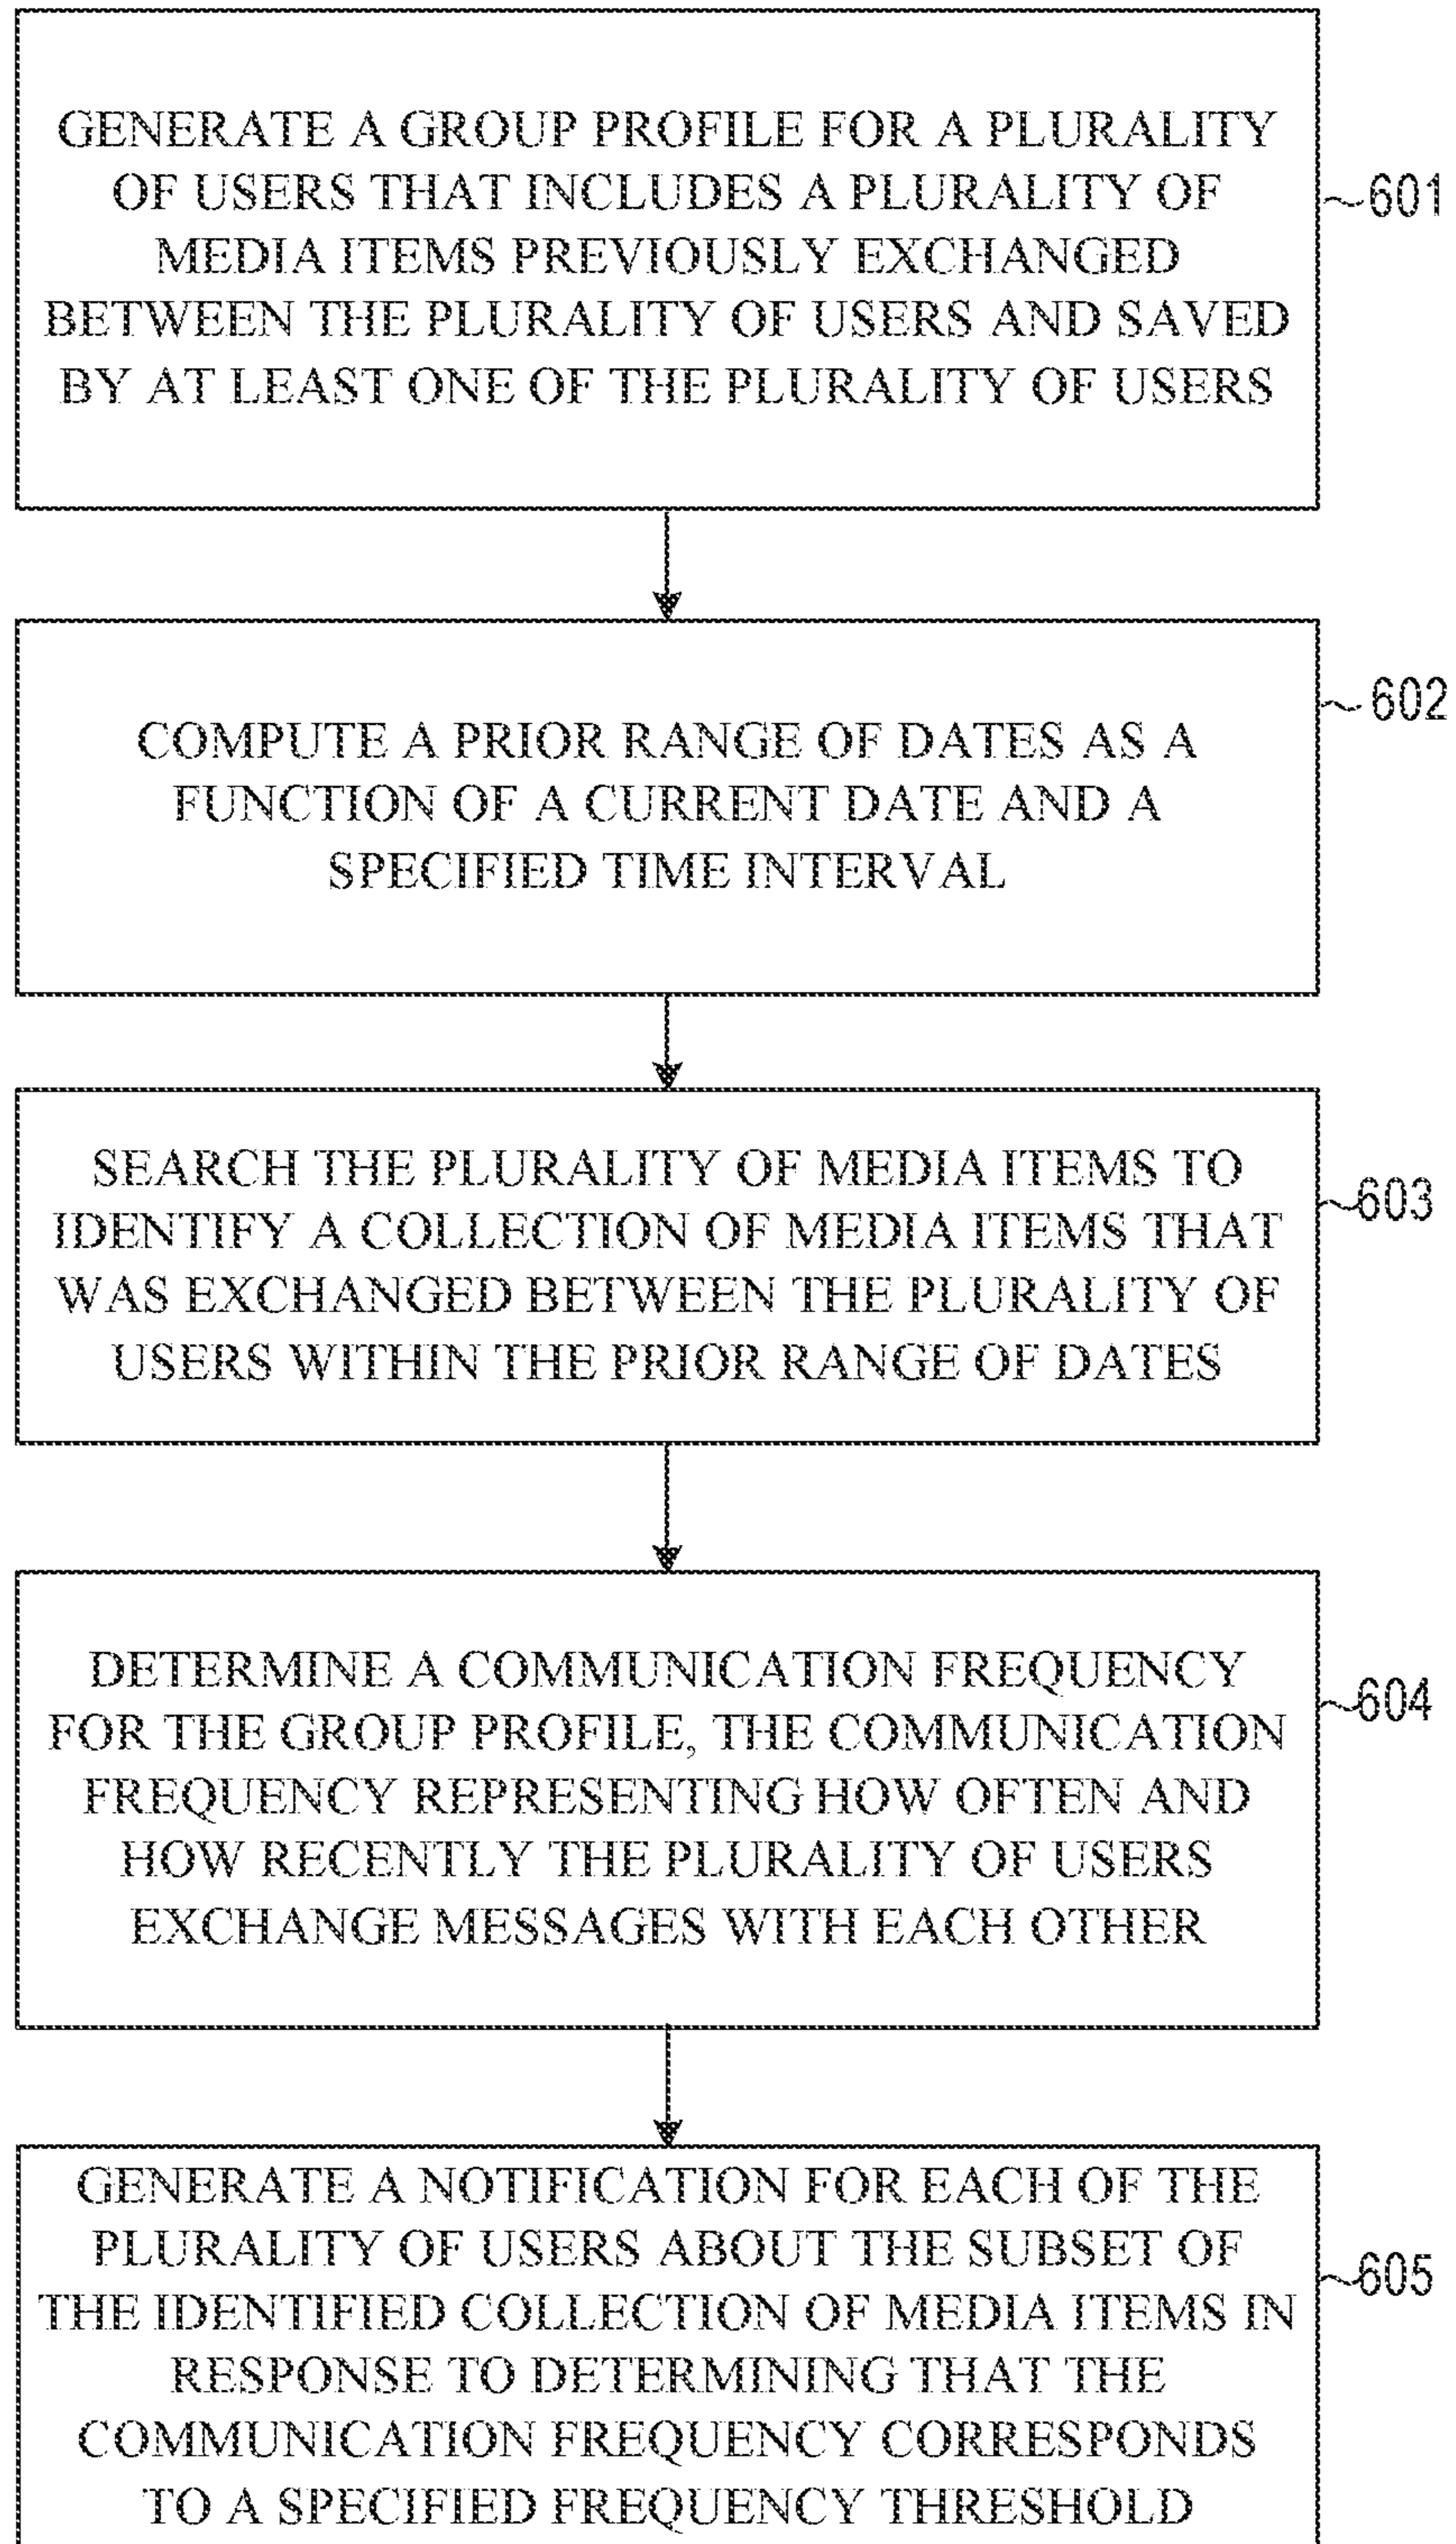 GENERATE A GROUP PROFILE FOR A PLURALITY
OF USERS THAT INCLUDES A PLURALITY OF
MEDIA ITEMS PREVIOUSLY EXCHANGED
BETWEEN THE PLURALITY OF USERS AND SAVED
BY AT LEAST ONE OF THE PLURALITY OF USERS
601
COMPUTE A PRIOR RANGE OF DATES AS A
FUNCTION OF A CURRENT DATE AND A
SPECIFIED TIME INTERVAL
602
SEARCH THE PLURALITY OF MEDIA ITEMS TO
IDENTIFY A COLLECTION OF MEDIA ITEMS THAT
WAS EXCHANGED BETWEEN THE PLURALITY OF
USERS WITHIN THE PRIOR RANGE OF DATES
603
DETERMINE A COMMUNICATION FREQUENCY
FOR THE GROUP PROFILE, THE COMMUNICATION
FREQUENCY REPRESENTING HOW OFTEN AND
HOW RECENTLY THE PLURALITY OF USERS
EXCHANGE MESSAGES WITH EACH OTHER
604
GENERATE A NOTIFICATION FOR EACH OF THE
PLURALITY OF USERS ABOUT THE SUBSET OF
THE IDENTIFIED COLLECTION OF MEDIA ITEMS IN
RESPONSE TO DETERMINING THAT THE
COMMUNICATION FREQUENCY CORRESPONDS
TO A SPECIFIED FREQUENCY THRESHOLD
605